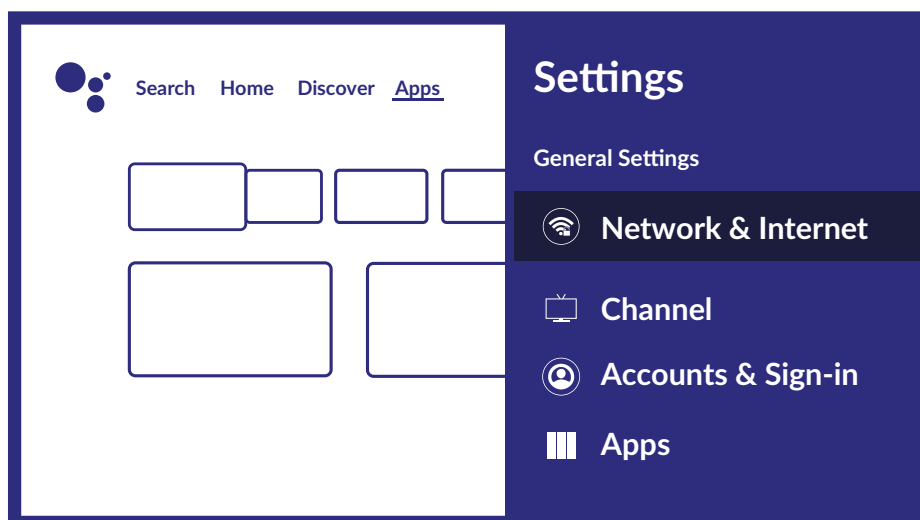 Search Home Discover Apps
Settings
General Settings
Network & Internet
Channel
Accounts & Sign-in
Apps